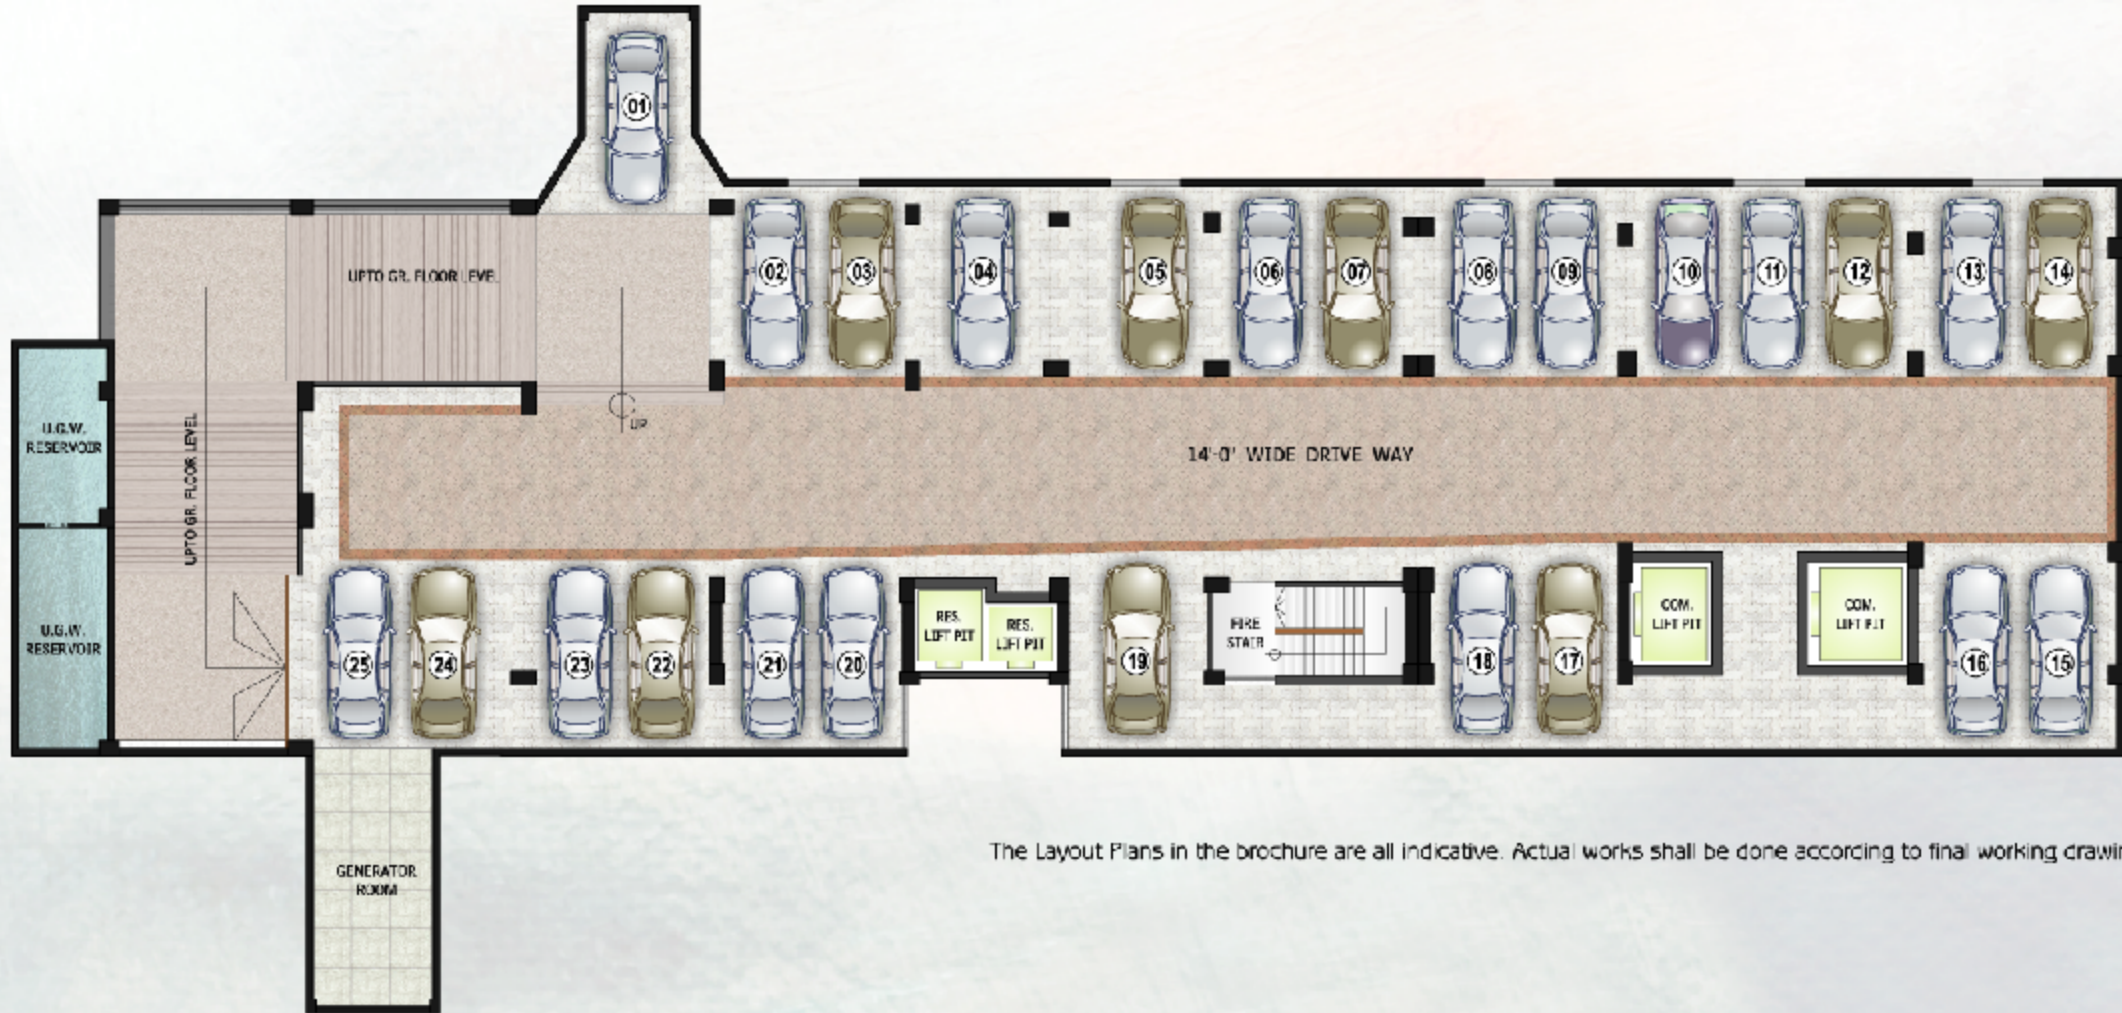 01
02
03
04
05
06
07
08
09
10
11
12
13
14
UPTO GR. FLOOR LEVEL
UPTO GR. FLOOR LEVEL
UP
14'-0' WIDE DRIVE WAY
U.G.W.
RESERVOIR
U.G.W.
RESERVOIR
25
24
23
22
21
20
RES.
LIFT PIT
RES.
LIFT PIT
19
FIRE
STAIR
18
17
COM.
LIFT PIT
COM.
LIFT PIT
16
15
GENERATOR
ROOM
The Layout Plans in the brochure are all indicative. Actual works shall be done according to final working